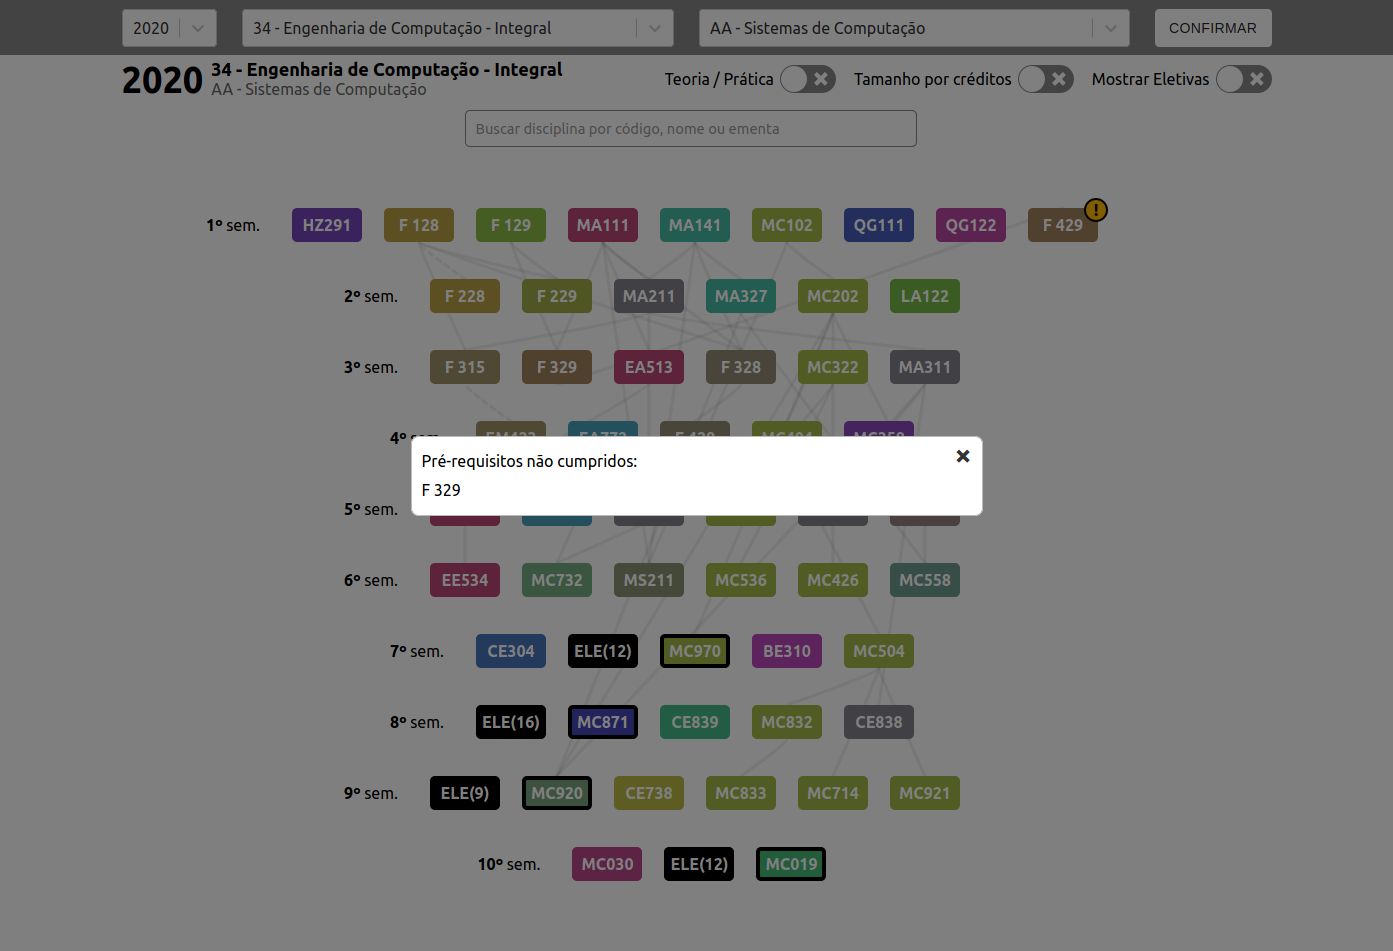 2020 34 - Engenharia de Computação - Integral AA - Sistemas de Computação CONFIRMAR
2020 34 - Engenharia de Computação - Integral
AA - Sistemas de Computação
Teoria / Prática Tamanho por créditos Mostrar Eletivas
Buscar disciplina por código, nome ou ementa
1º sem. HZ291 F 128 F 129 MA111 MA141 MC102 QG111 QG122 F 429 !
2º sem. F 228 F 229 MA211 MA327 MC202 LA122
3º sem. F 315 F 329 EA513 F 328 MC322 MA311
4º
Pré-requisitos não cumpridos:
F 329
5º sem.
6º sem. EE534 MC732 MS211 MC536 MC426 MC558
7º sem. CE304 ELE(12) MC970 BE310 MC504
8º sem. ELE(16) MC871 CE839 MC832 CE838
9º sem. ELE(9) MC920 CE738 MC833 MC714 MC921
10º sem. MC030 ELE(12) MC019